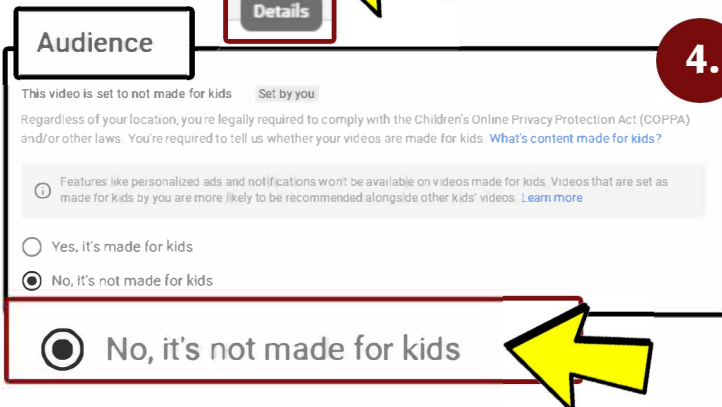 Details
Audience
4.
This video is set to not made for kids Set by you
Regardless of your location, you're legally required to comply with the Children's Online Privacy Protection Act (COPPA)
and/or other laws. You're required to tell us whether your videos are made for kids. What's content made for kids?
Features like personalized ads and notifications won't be available on videos made for kids. Videos that are set as
made for kids by you are more likely to be recommended alongside other kids' videos. Learn more
Yes, it's made for kids
No, it's not made for kids
No, it's not made for kids